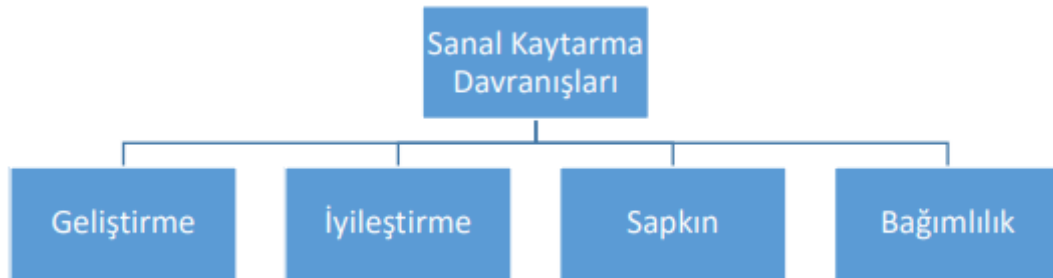 Sanal Kaytarma
Davranışları
Geliştirme
İyileştirme
Sapkın
Bağımlılık